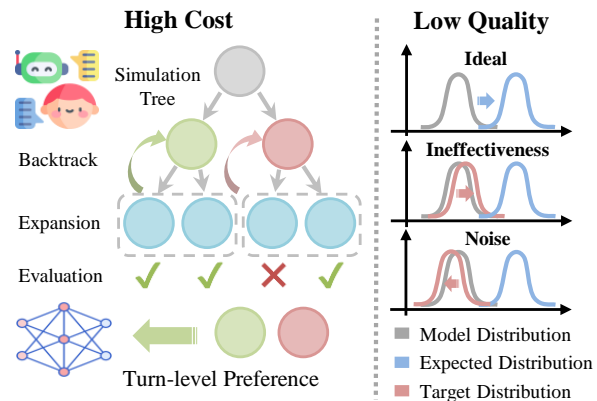 High Cost
Simulation
Tree
Backtrack
Expansion
Evaluation
Turn-level Preference
Low Quality
Ideal
Ineffectiveness
Noise
Model Distribution
Expected Distribution
Target Distribution